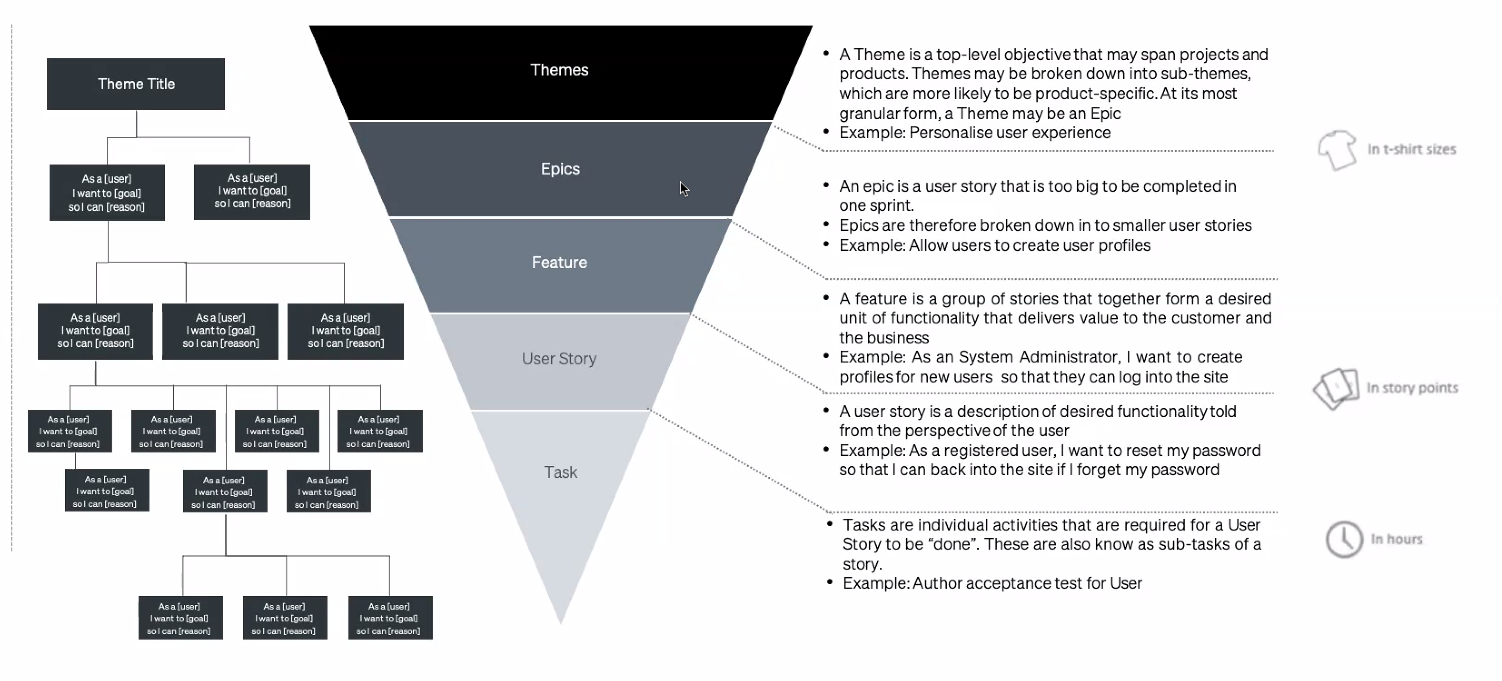 Theme Title
As a [user]
I want to [goal]
so I can [reason]
As a [user]
I want to [goal]
so I can [reason]
As a [user]
I want to [goal]
so I can [reason]
As a [user]
I want to [goal]
so I can [reason]
As a [user]
I want to [goal]
so I can [reason]
As a [user]
I want to [goal]
so I can [reason]
As a [user]
I want to [goal]
so I can [reason]
As a [user]
I want to [goal]
so I can [reason]
As a [user]
I want to [goal]
so I can [reason]
As a [user]
I want to [goal]
so I can [reason]
As a [user]
I want to [goal]
so I can [reason]
As a [user]
I want to [goal]
so I can [reason]
As a [user]
I want to [goal]
so I can [reason]
As a [user]
I want to [goal]
so I can [reason]
As a [user]
I want to [goal]
so I can [reason]
Themes
Epics
Feature
User Story
Task
• A Theme is a top-level objective that may span projects and
products. Themes may be broken down into sub-themes,
which are more likely to be product-specific. At its most
granular form, a Theme may be an Epic
• Example: Personalise user experience
• An epic is a user story that is too big to be completed in
one sprint.
• Epics are therefore broken down in to smaller user stories
• Example: Allow users to create user profiles
• A feature is a group of stories that together form a desired
unit of functionality that delivers value to the customer and
the business
• Example: As an System Administrator, I want to create
profiles for new users so that they can log into the site
• A user story is a description of desired functionality told
from the perspective of the user
• Example: As a registered user, I want to reset my password
so that I can back into the site if I forget my password
• Tasks are individual activities that are required for a User
Story to be “done”. These are also know as sub-tasks of a
story.
• Example: Author acceptance test for User
In t-shirt sizes
In story points
In hours